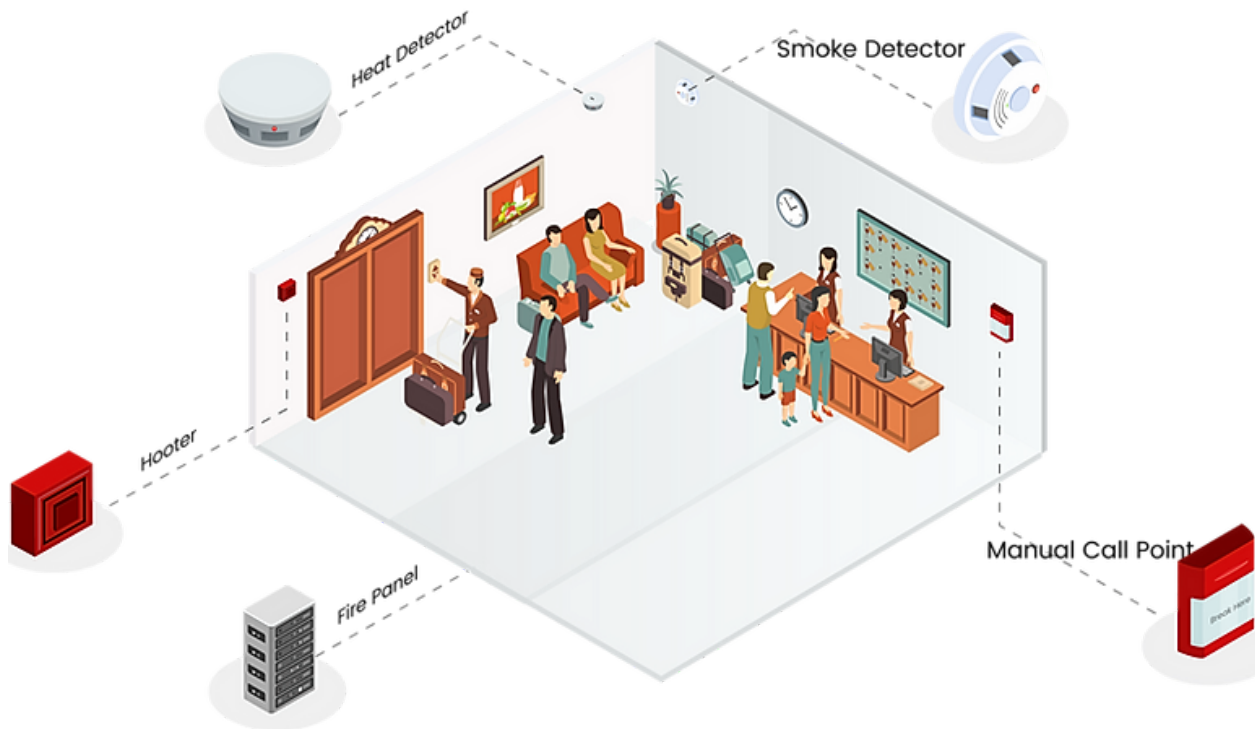 Heat Detector
Smoke Detector
Hooter
Fire Panel
Manual Call Point
Break Here